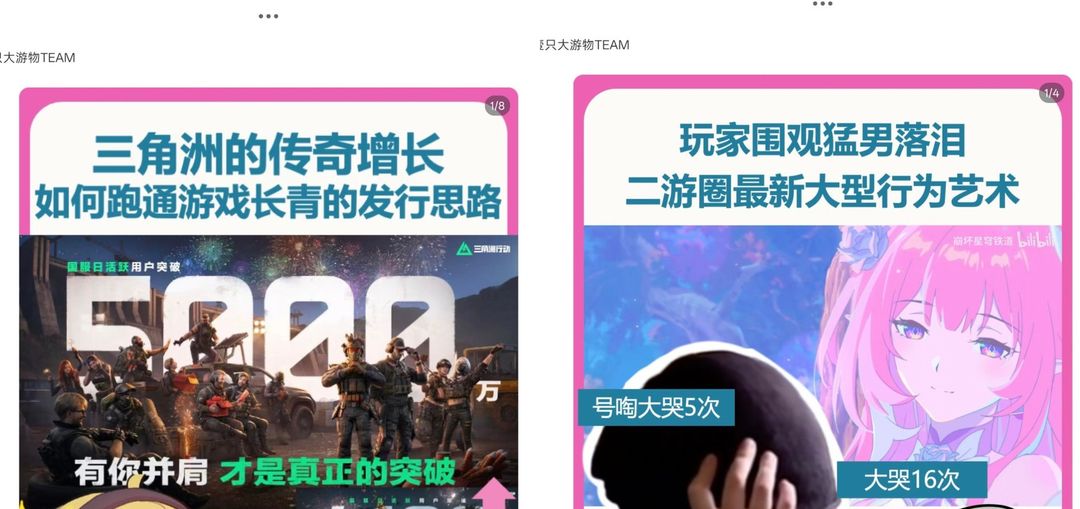 大游物TEAM
1/8
三角洲的传奇增长
如何跑通游戏长青的发行思路
三角洲行动
国服日活跃用户突破
5000
万
有你并肩 才是真正的突破
只大游物TEAM
1/4
玩家围观猛男落泪
二游圈最新大型行为艺术
崩坏星穹铁道 bilibili
号啕大哭5次
大哭16次